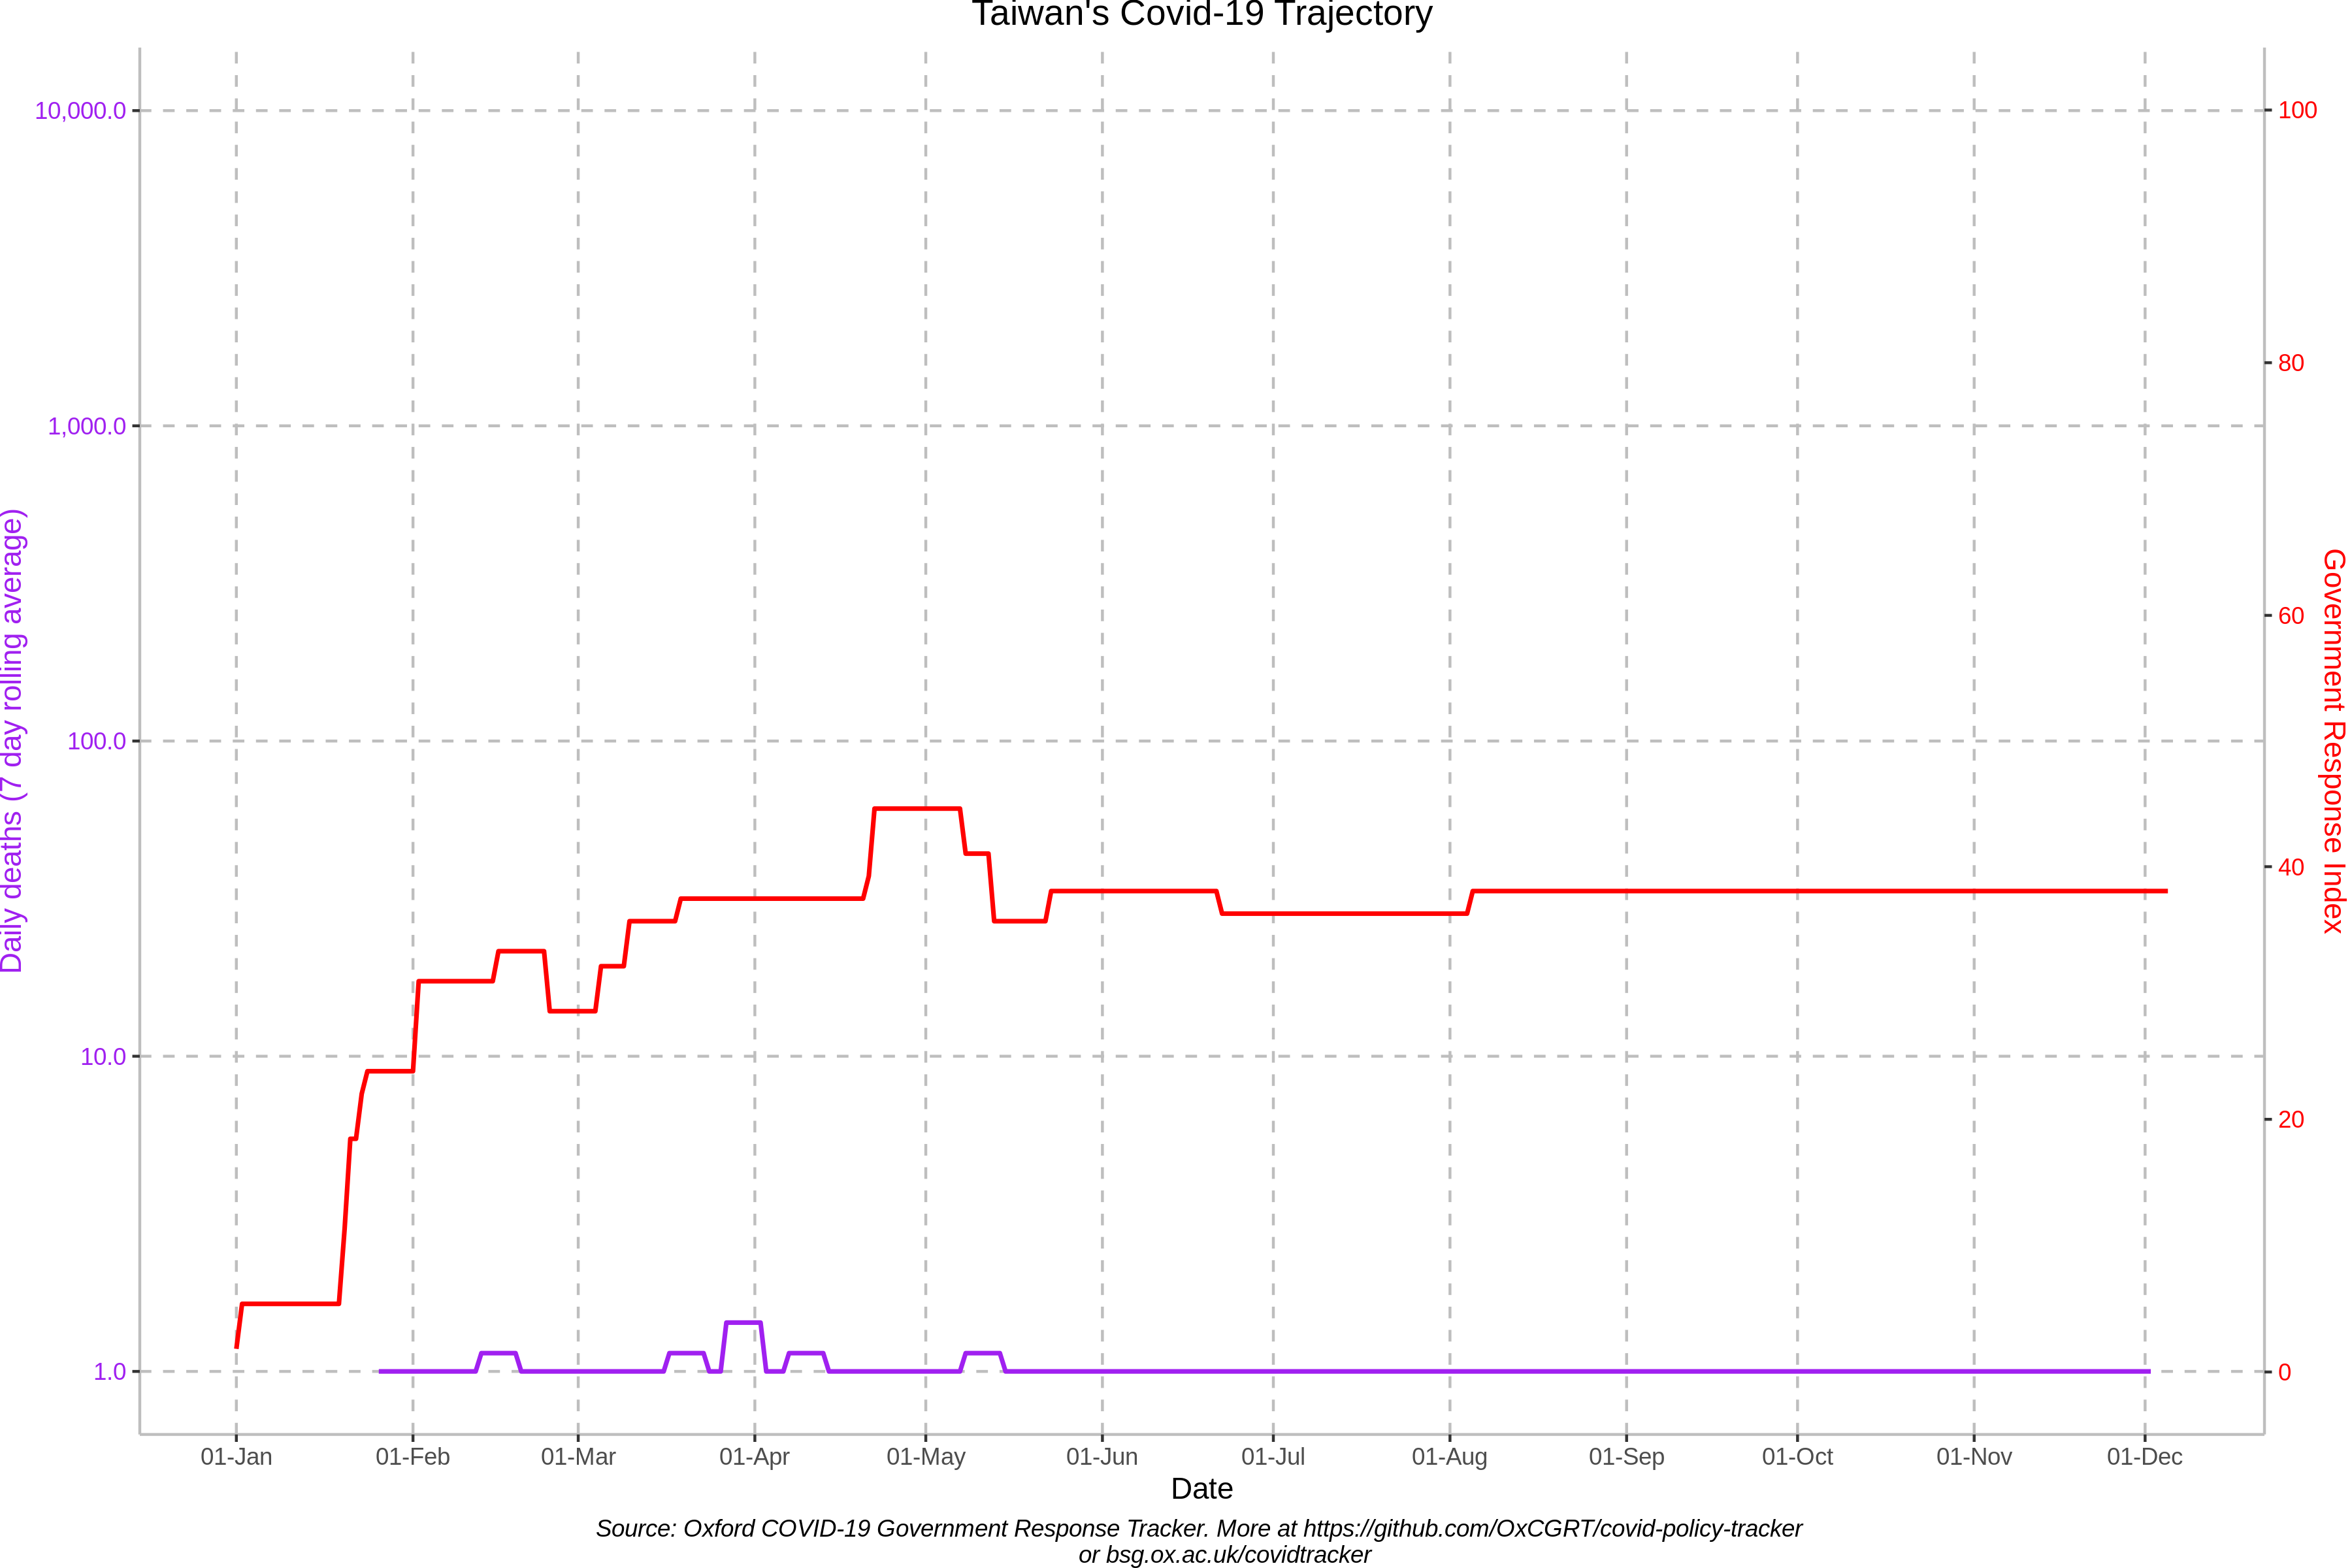 Taiwan's Covid-19 Trajectory
10,000.0
1,000.0
100.0
10.0
1.0
Daily deaths (7 day rolling average)
100
80
60
40
20
0
Government Response Index
01-Jan
01-Feb
01-Mar
01-Apr
01-May
01-Jun
01-Jul
01-Aug
01-Sep
01-Oct
01-Nov
01-Dec
Date
Source: Oxford COVID-19 Government Response Tracker. More at https://github.com/OxCGRT/covid-policy-tracker
or bsg.ox.ac.uk/covidtracker